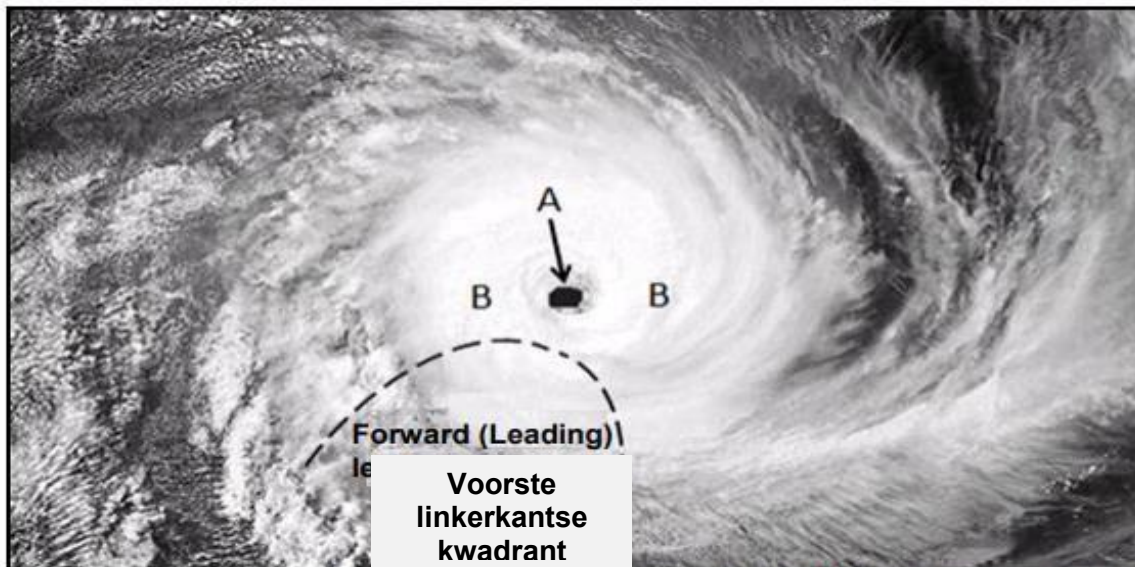 A
B B
Forward (Leading)
Voorste
linkerkantse
kwadrant